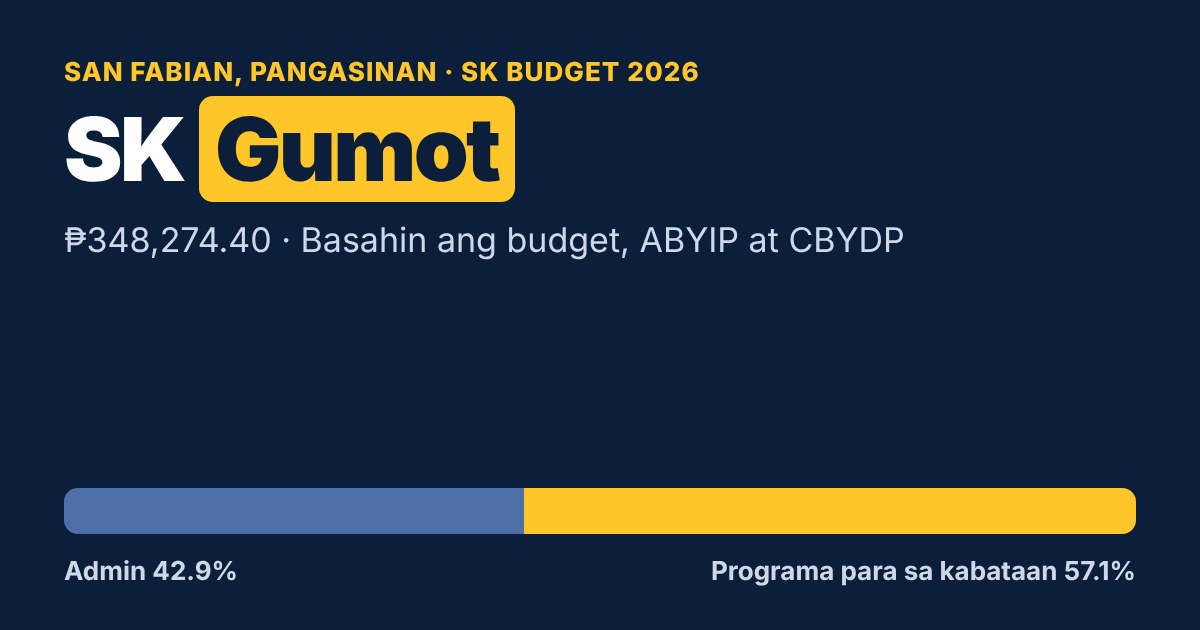 SAN FABIAN, PANGASINAN · SK BUDGET 2026
SK Gumot
₱348,274.40 · Basahin ang budget, ABYIP at CBYDP
Admin 42.9%
Programa para sa kabataan 57.1%